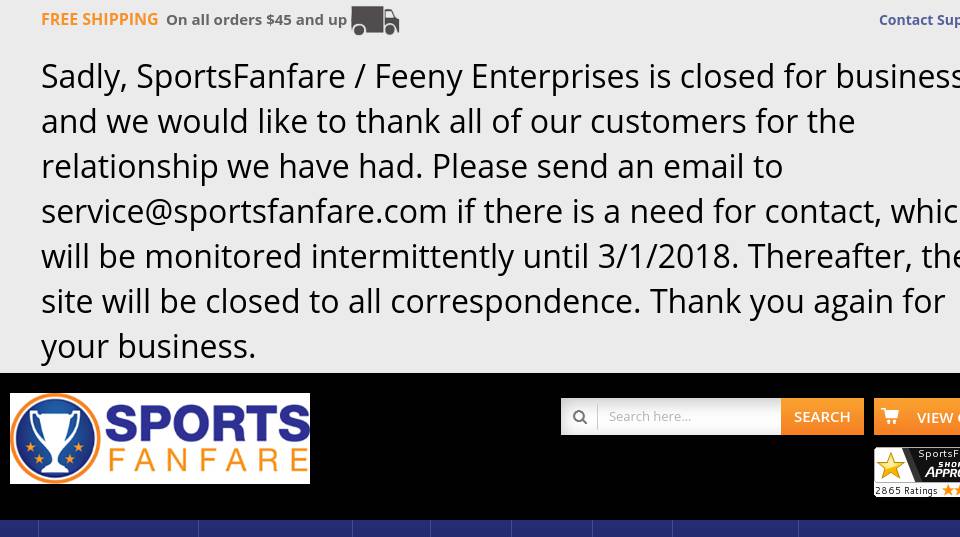 FREE SHIPPING On all orders $45 and up
Contact Sup
Sadly, SportsFanfare / Feeny Enterprises is closed for business
and we would like to thank all of our customers for the
relationship we have had. Please send an email to
service@sportsfanfare.com if there is a need for contact, whic
will be monitored intermittently until 3/1/2018. Thereafter, the
site will be closed to all correspondence. Thank you again for
your business.
SPORTS
FANFARE
Search here...
SEARCH
VIEW
SportsF
SHO
APPRO
2865 Ratings